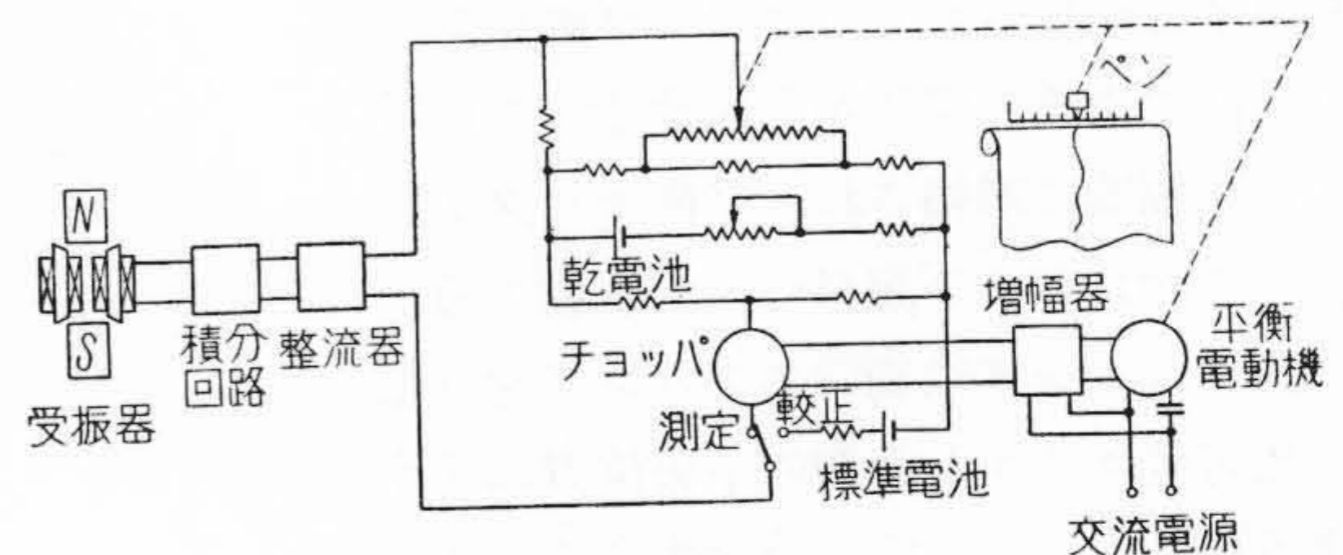 ペン
N
S
受振器
積分
回路
整流器
乾電池
チョッパ
測定
較正
標準電池
増幅器
平衡
電動機
交流電源